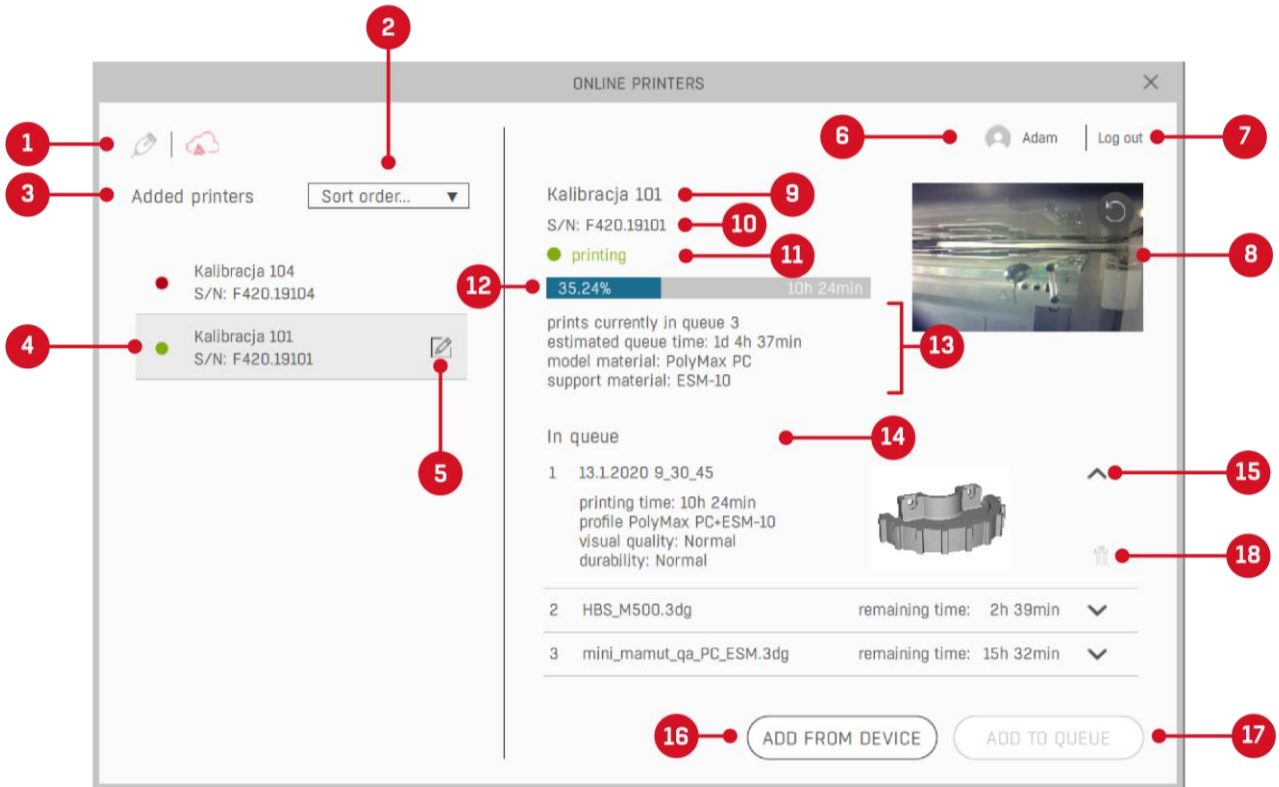 2
ONLINE PRINTERS
1
6
Adam
Log out
7
3
Added printers
Sort order...
Kalibracja 101
9
S/N: F420.19101
10
printing
11
8
Kalibracja 104
S/N: F420.19104
12
35.24%
10h 24min
4
Kalibracja 101
S/N: F420.19101
5
prints currently in queue 3
estimated queue time: 1d 4h 37min
model material: PolyMax PC
support material: ESM-10
13
In queue
14
1 13.1.2020 9_30_45
15
printing time: 10h 24min
profile PolyMax PC+ESM-10
visual quality: Normal
durability: Normal
18
2 HBS_M500.3dg remaining time: 2h 39min
3 mini_mamut_qa_PC_ESM.3dg remaining time: 15h 32min
16
ADD FROM DEVICE
ADD TO QUEUE
17